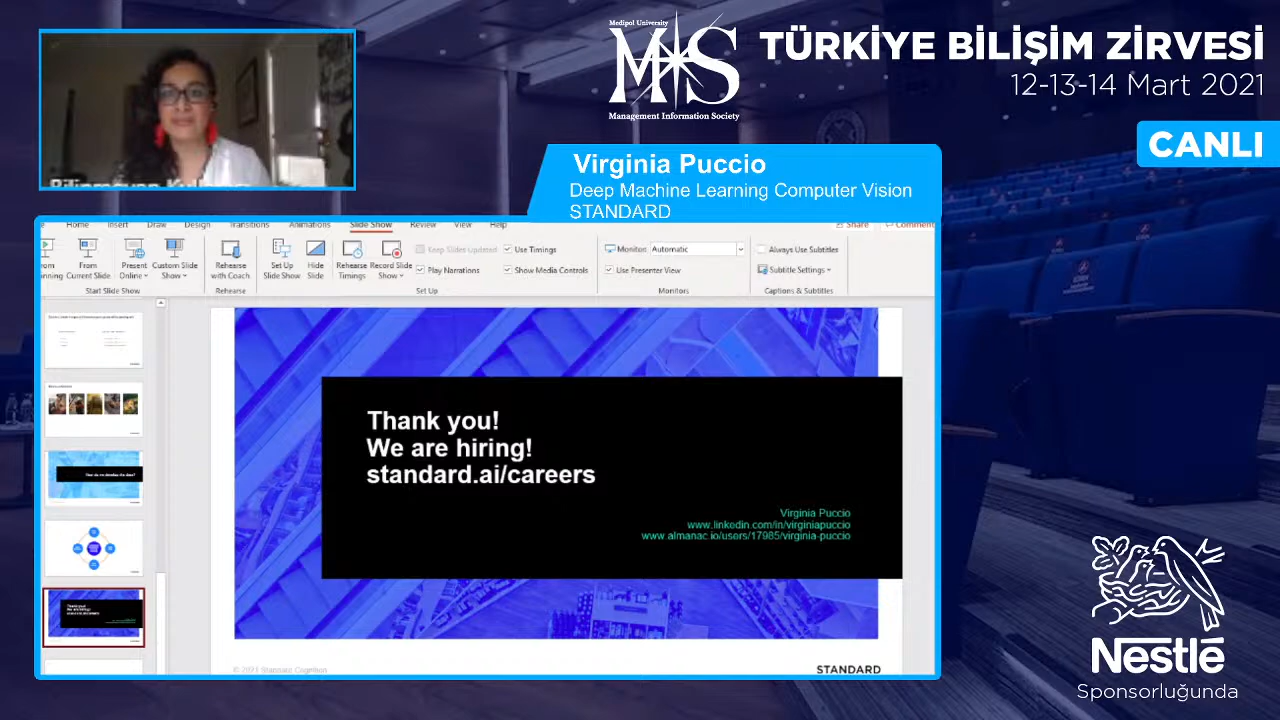 Medipol University
MIS
Management Information Society
TÜRKİYE BİLİŞİM ZİRVESİ
12-13-14 Mart 2021
CANLI
Virginia Puccio
Deep Machine Learning Computer Vision
STANDARD
Home Insert Draw Design Transitions Animations Slide Show Review View Help
Share
From Current Slide
Present Online
Custom Slide Show
Rehearse with Coach
Set Up Slide Show
Hide Slide
Rehearse Timings
Record Slide Show
Keep Slides Updated
Use Timings
Play Narrations
Show Media Controls
Monitor: Automatic
Use Presenter View
Always Use Subtitles
Subtitle Settings
Start Slide Show
Rehearse
Set Up
Monitors
Captions & Subtitles
Thank you!
We are hiring!
standard.ai/careers
Virginia Puccio
www.linkedin.com/in/virginiapuccio
www.almanac.io/users/17985/virginia-puccio
Standard Cognition
STANDARD
Nestlé
Sponsorluğunda